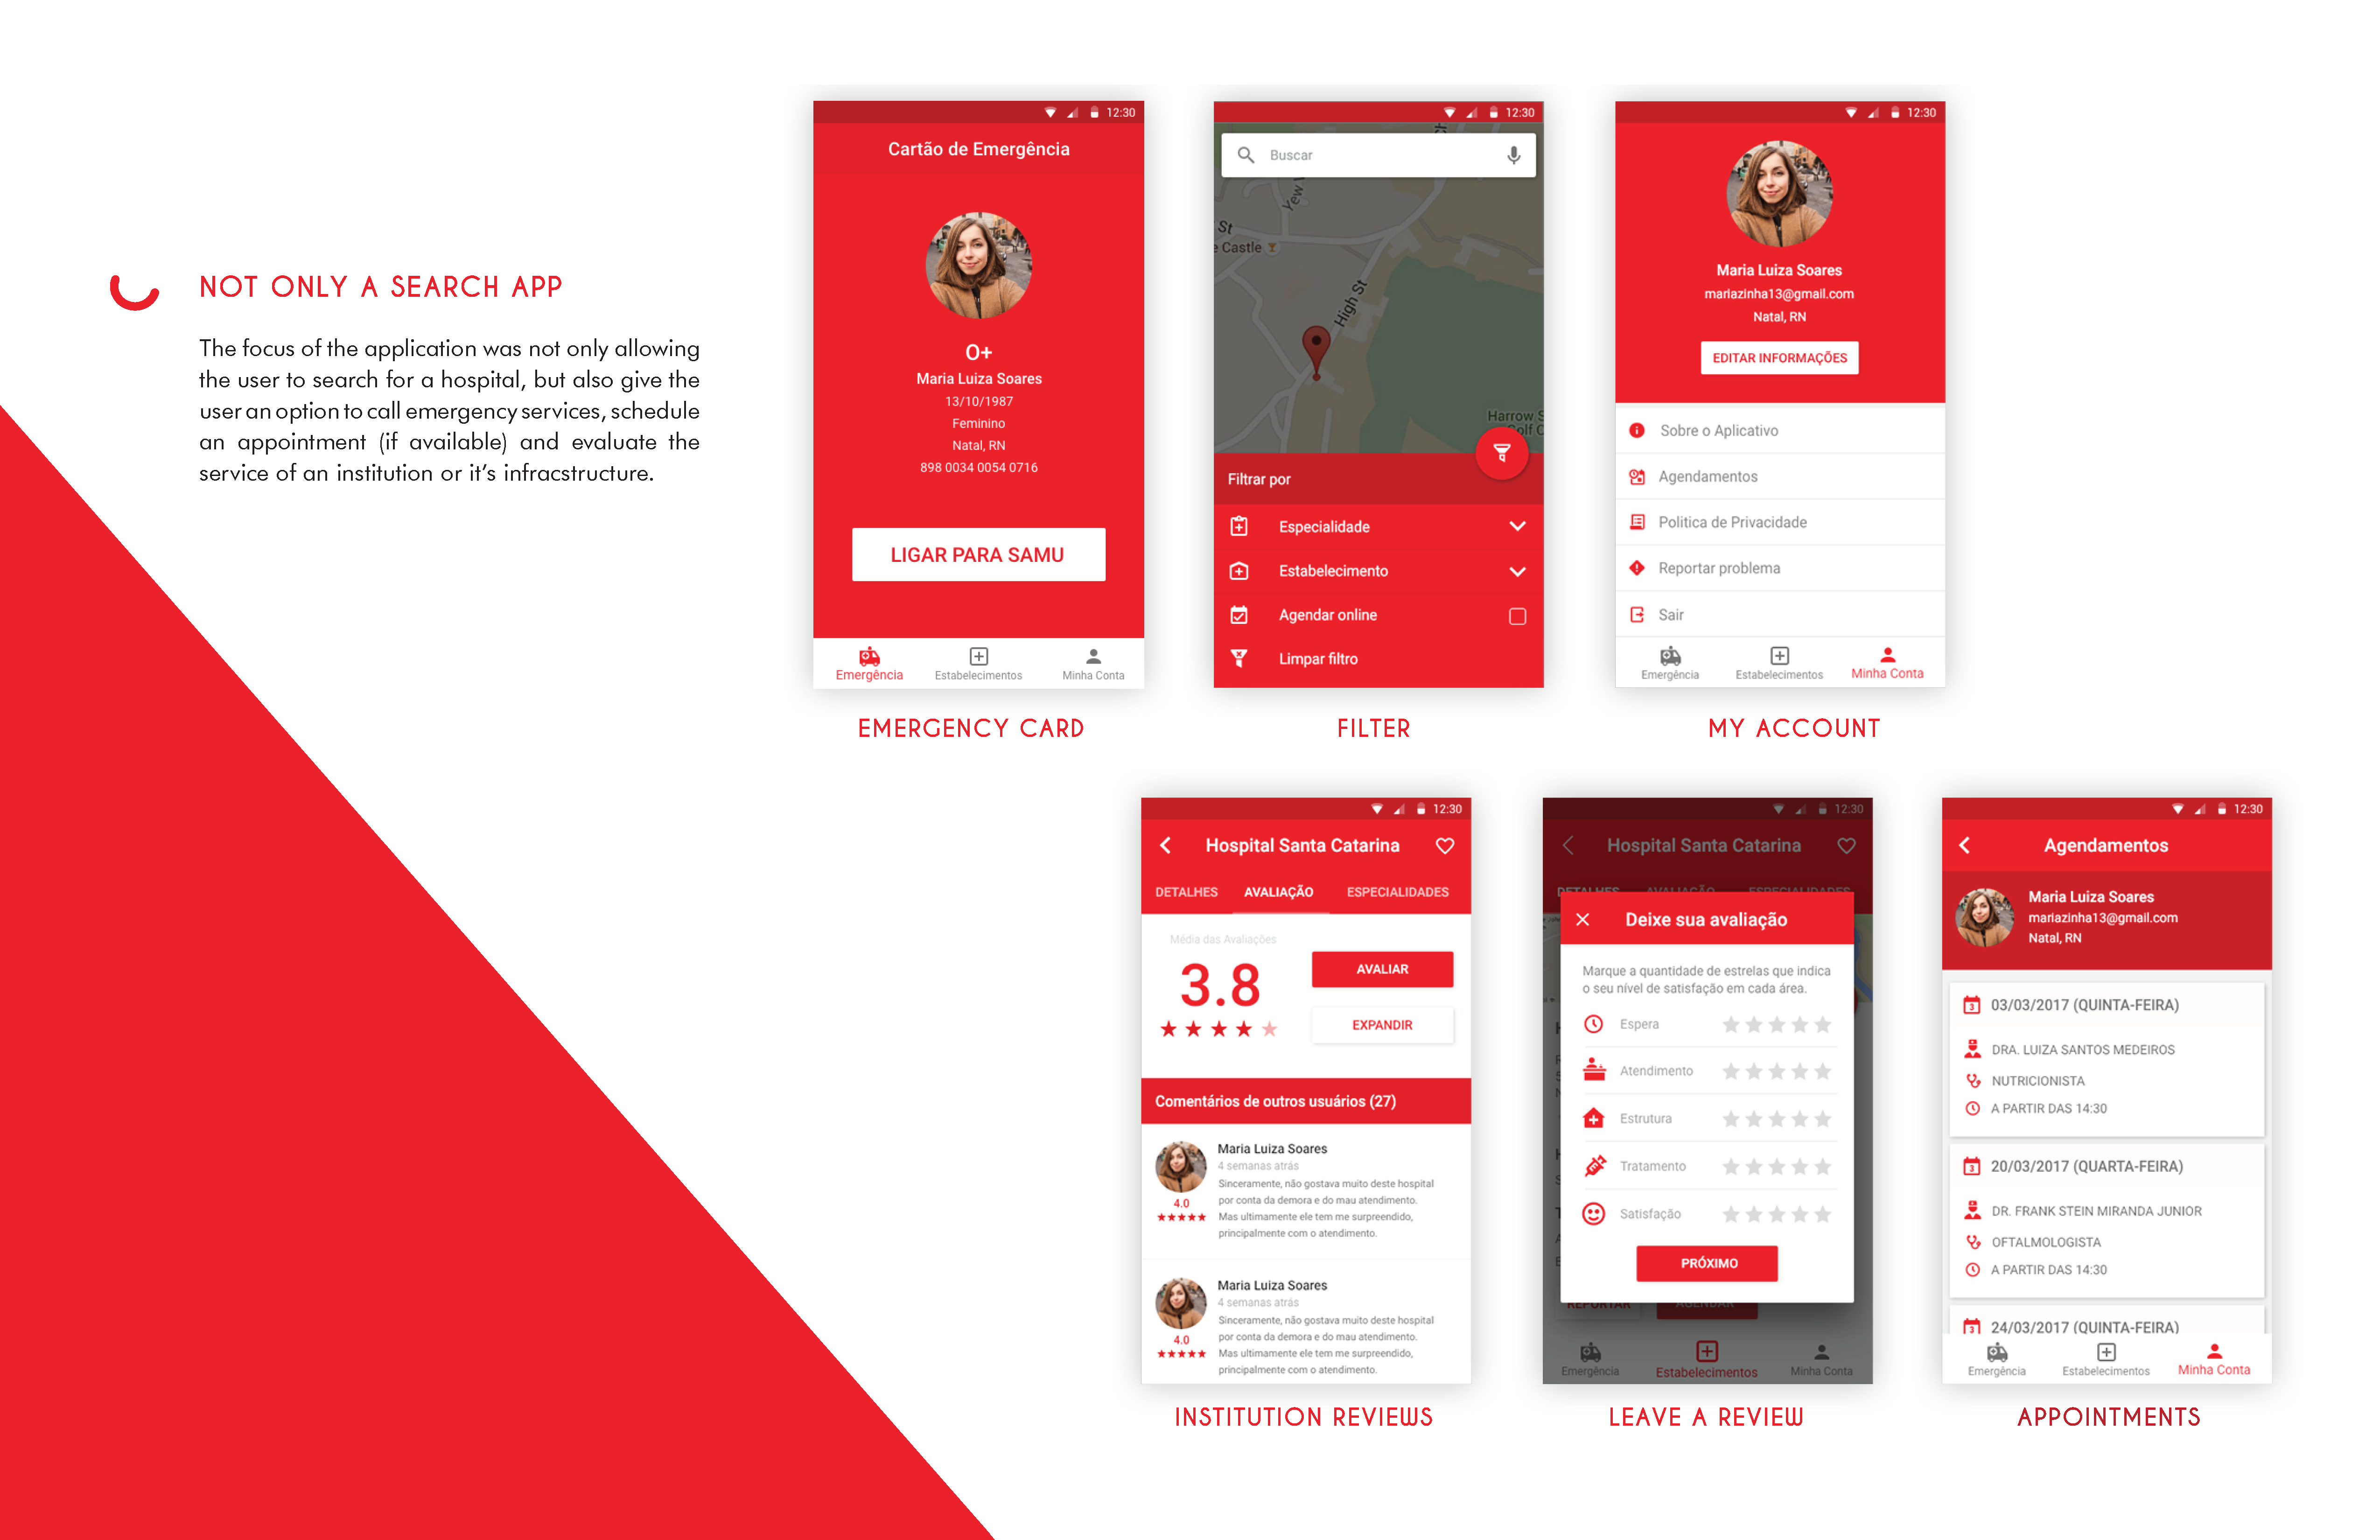 NOT ONLY A SEARCH APP
The focus of the application was not only allowing
the user to search for a hospital, but also give the
user an option to call emergency services, schedule
an appointment (if available) and evaluate the
service of an institution or it's infracstructure.
12:30
Cartão de Emergência
O+
Maria Luiza Soares
13/10/1987
Feminino
Natal, RN
898 0034 0054 0716
LIGAR PARA SAMU
Emergência Estabelecimentos Minha Conta
EMERGENCY CARD
12:30
Buscar
Yew
St
e Castle
High St
Harrow S
Golf C
Filtrar por
Especialidade
Estabelecimento
Agendar online
Limpar filtro
FILTER
12:30
Maria Luiza Soares
mariazinha13@gmail.com
Natal, RN
EDITAR INFORMAÇÕES
Sobre o Aplicativo
Agendamentos
Politica de Privacidade
Reportar problema
Sair
Emergência Estabelecimentos Minha Conta
MY ACCOUNT
12:30
Hospital Santa Catarina
DETALHES AVALIAÇÃO ESPECIALIDADES
Média das Avaliações
3.8
AVALIAR
EXPANDIR
Comentários de outros usuários (27)
Maria Luiza Soares
4 semanas atrás
Sinceramente, não gostava muito deste hospital
por conta da demora e do mau atendimento.
Mas ultimamente ele tem me surpreendido,
principalmente com o atendimento.
4.0
Maria Luiza Soares
4 semanas atrás
Sinceramente, não gostava muito deste hospital
por conta da demora e do mau atendimento.
Mas ultimamente ele tem me surpreendido,
principalmente com o atendimento.
4.0
INSTITUTION REVIEWS
12:30
Hospital Santa Catarina
DETALHES AVALIAÇÃO ESPECIALIDADES
Deixe sua avaliação
Marque a quantidade de estrelas que indica
o seu nível de satisfação em cada área.
Espera
Atendimento
Estrutura
Tratamento
Satisfação
PRÓXIMO
REPORTAR AGENDAR
Emergência Estabelecimentos Minha Conta
LEAVE A REVIEW
12:30
Agendamentos
Maria Luiza Soares
mariazinha13@gmail.com
Natal, RN
03/03/2017 (QUINTA-FEIRA)
DRA. LUIZA SANTOS MEDEIROS
NUTRICIONISTA
A PARTIR DAS 14:30
20/03/2017 (QUARTA-FEIRA)
DR. FRANK STEIN MIRANDA JUNIOR
OFTALMOLOGISTA
A PARTIR DAS 14:30
24/03/2017 (QUINTA-FEIRA)
Emergência Estabelecimentos Minha Conta
APPOINTMENTS